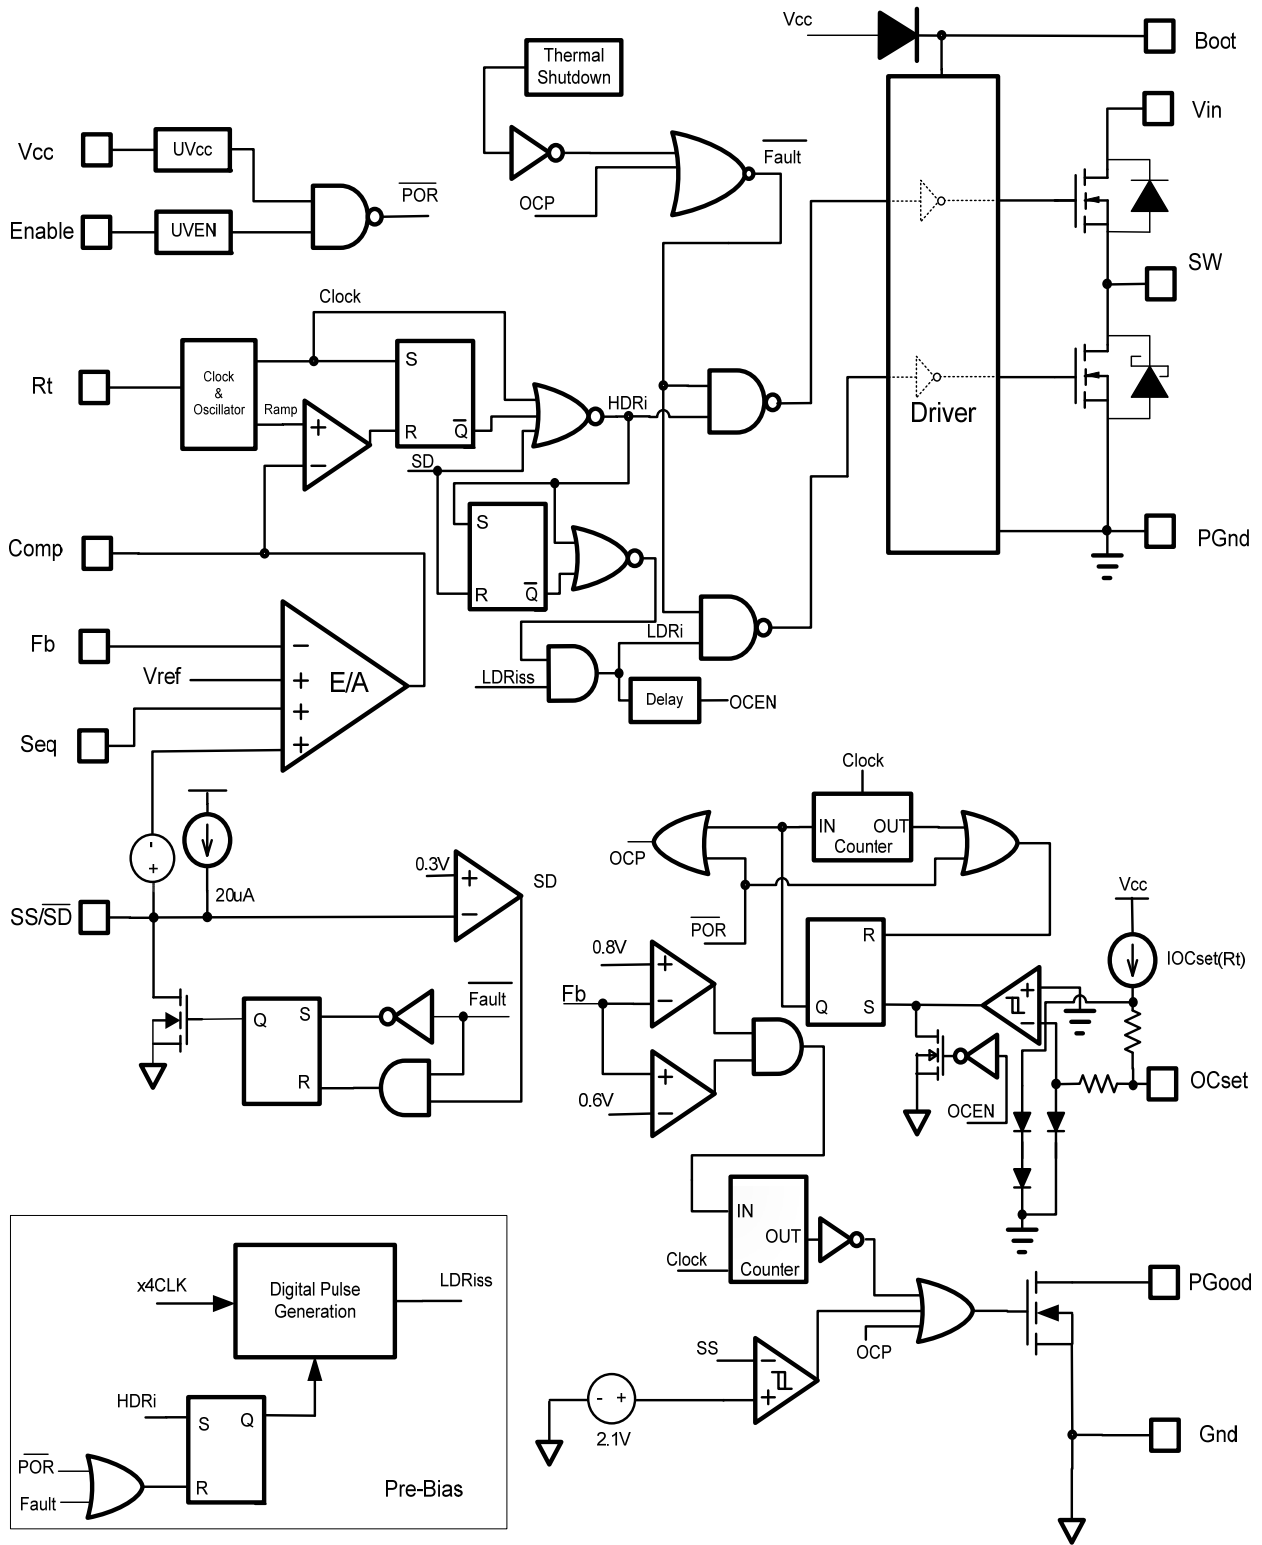 Vcc
Boot
Thermal
Shutdown
Vin
Vcc
UVcc
Fault
POR
OCP
Enable
UVEN
SW
Clock
Rt
Clock
&
Oscillator
Ramp
S
R
Q
HDRi
SD
Driver
S
R
Q
Comp
PGnd
Fb
Vref
E/A
LDRi
LDRiss
Delay
OCEN
Seq
Clock
IN
OUT
Counter
OCP
0.3V
SD
20uA
SS/SD
Vcc
POR
R
Q
S
IOCset(Rt)
0.8V
Fb
0.6V
Fault
Q
S
R
OCEN
OCset
IN
OUT
Counter
Clock
x4CLK
Digital Pulse
Generation
LDRiss
PGood
SS
OCP
HDRi
S
Q
R
2.1V
Gnd
POR
Fault
Pre-Bias